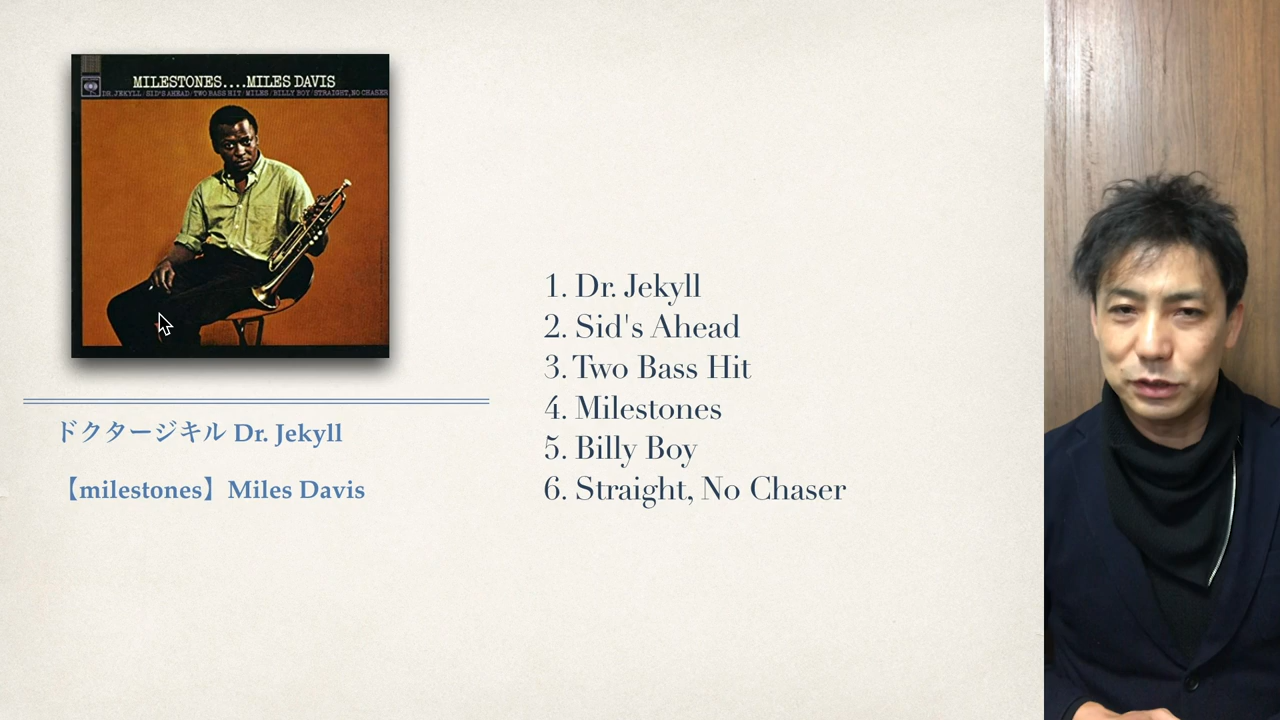 MILESTONES....MILES DAVIS
DR. JEKYLL / SID'S AHEAD / TWO BASS HIT / MILES / BILLY BOY / STRAIGHT, NO CHASER
ドクタージキル Dr. Jekyll
【milestones】Miles Davis
1. Dr. Jekyll
2. Sid's Ahead
3. Two Bass Hit
4. Milestones
5. Billy Boy
6. Straight, No Chaser